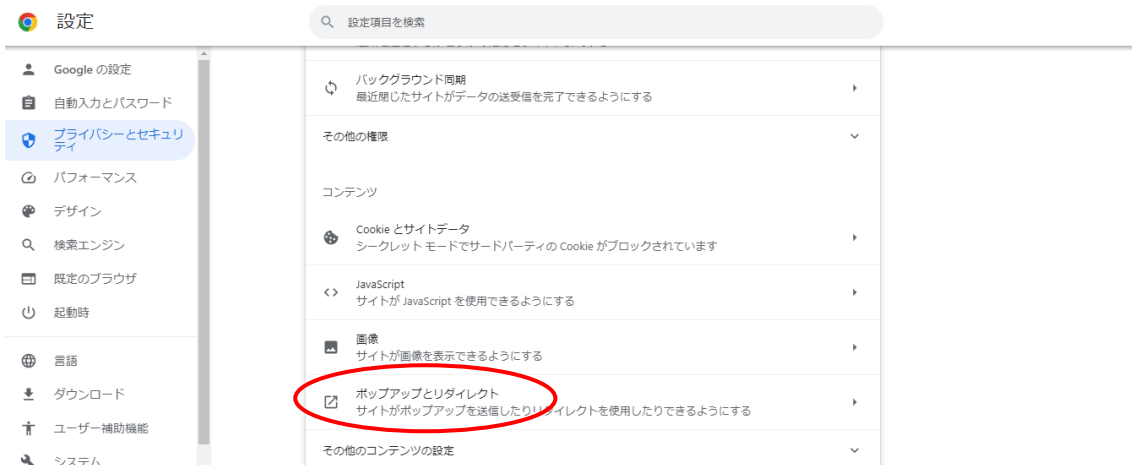 設定
設定項目を検索
Google の設定
自動入力とパスワード
プライバシーとセキュリ
ティ
パフォーマンス
デザイン
検索エンジン
既定のブラウザ
起動時
言語
ダウンロード
ユーザー補助機能
システム
バックグラウンド同期
最近閉じたサイトがデータの送受信を完了できるようにする
その他の権限
コンテンツ
Cookie とサイトデータ
シークレット モードでサードパーティの Cookie がブロックされています
JavaScript
サイトが JavaScript を使用できるようにする
画像
サイトが画像を表示できるようにする
ポップアップとリダイレクト
サイトがポップアップを送信したりリダイレクトを使用したりできるようにする
その他のコンテンツの設定